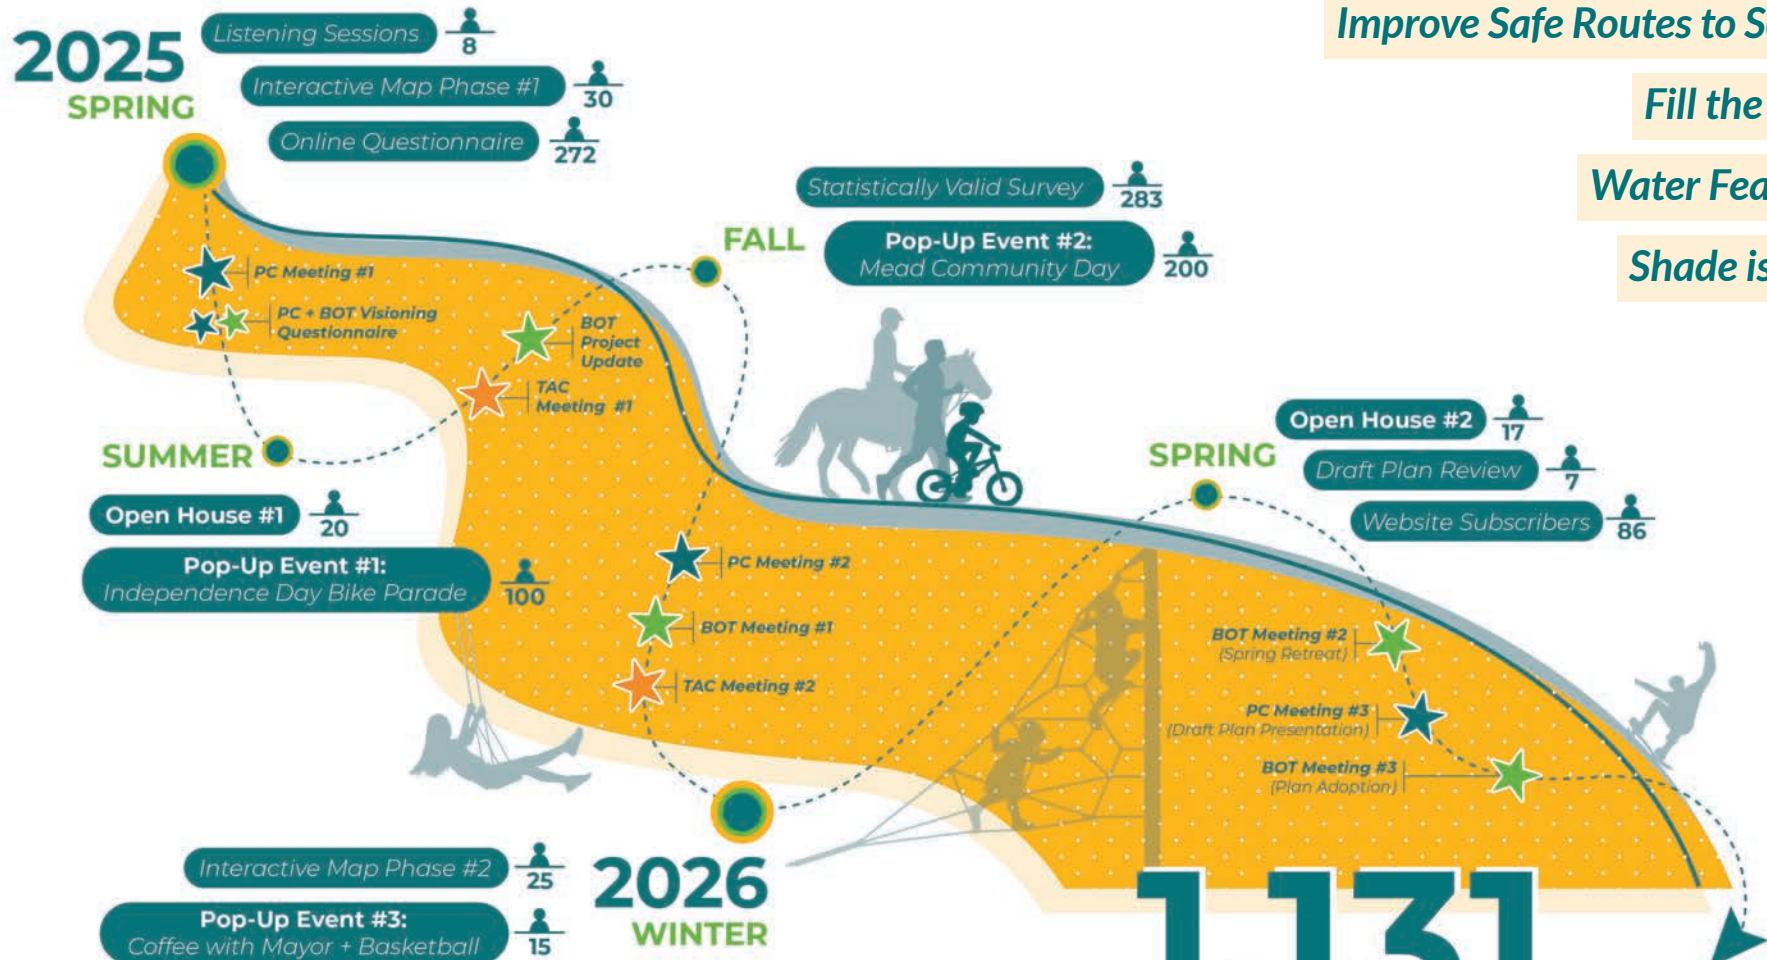 2025
SPRING
Listening Sessions
8
Interactive Map Phase #1
30
Online Questionnaire
272
PC Meeting #1
PC + BOT Visioning
Questionnaire
SUMMER
Open House #1
20
Pop-Up Event #1:
Independence Day Bike Parade
100
TAC
Meeting #1
BOT
Project
Update
FALL
Statistically Valid Survey
283
Pop-Up Event #2:
Mead Community Day
200
PC Meeting #2
BOT Meeting #1
TAC Meeting #2
2026
WINTER
Interactive Map Phase #2
25
Pop-Up Event #3:
Coffee with Mayor + Basketball
15
SPRING
Open House #2
17
Draft Plan Review
7
Website Subscribers
86
BOT Meeting #2
(Spring Retreat)
PC Meeting #3
(Draft Plan Presentation)
BOT Meeting #3
(Plan Adoption)
1,131
Improve Safe Routes to
Fill the
Water
Shade is